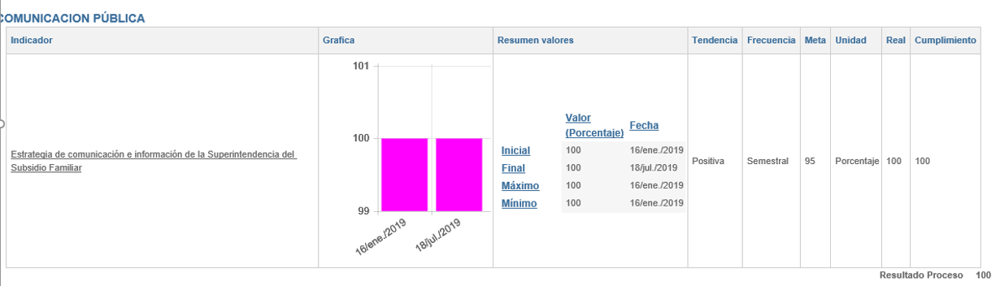 COMUNICACION PÚBLICA
Indicador Grafica Resumen valores Tendencia Frecuencia Meta Unidad Real Cumplimiento
101
100
99
16/ene./2019 18/jul./2019
Estrategia de comunicación e información de la Superintendencia del
Subsidio Familiar
Valor
(Porcentaje) Fecha
Inicial 100 16/ene./2019
Final 100 18/jul./2019
Máximo 100 16/ene./2019
Mínimo 100 16/ene./2019
Positiva Semestral 95 Porcentaje 100 100
Resultado Proceso 100